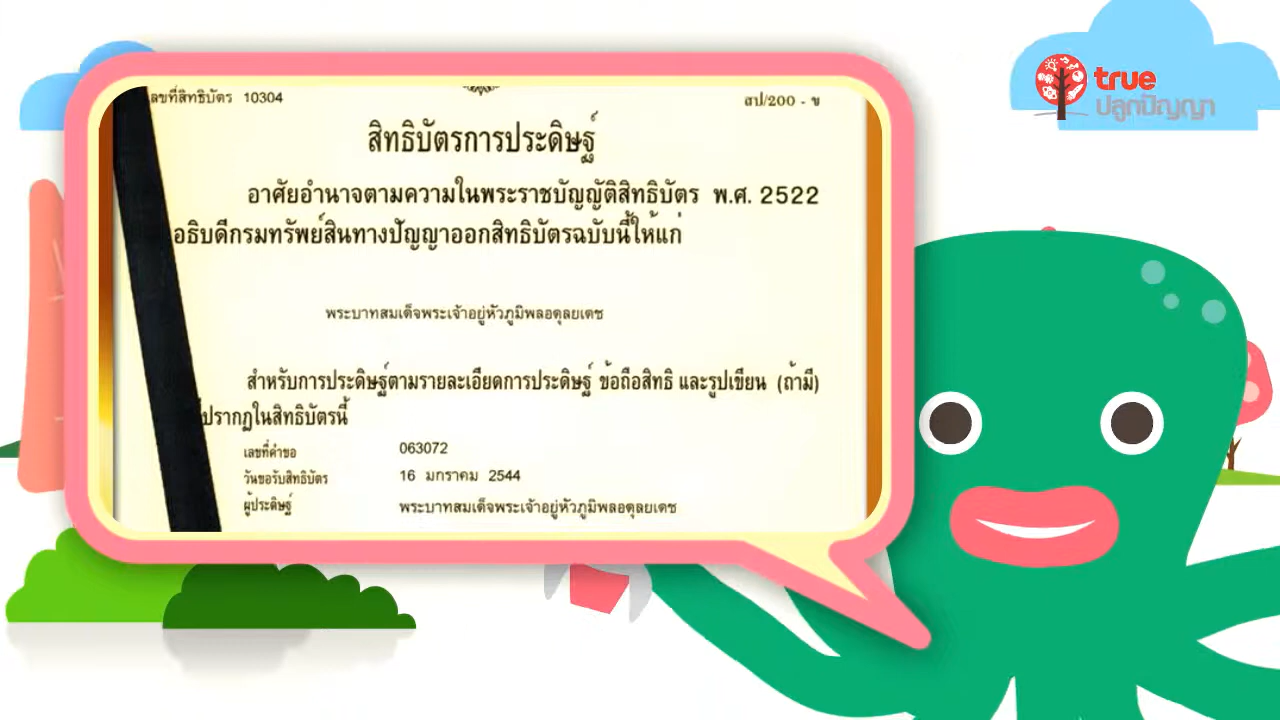 ลขที่สิทธิบัตร 10304
สป/200 - ข
สิทธิบัตรการประดิษฐ์
อาศัยอำนาจตามความในพระราชบัญญัติสิทธิบัตร พ.ศ. 2522
อธิบดีกรมทรัพย์สินทางปัญญาออกสิทธิบัตรฉบับนี้ให้แก่
พระบาทสมเด็จพระเจ้าอยู่หัวภูมิพลอดุลยเดช
สำหรับการประดิษฐ์ตามรายละเอียดการประดิษฐ์ ข้อถือสิทธิ และรูปเขียน (ถ้ามี)
ปรากฏในสิทธิบัตรนี้
เลขที่คำขอ 063072
วันขอรับสิทธิบัตร 16 มกราคม 2544
ผู้ประดิษฐ์ พระบาทสมเด็จพระเจ้าอยู่หัวภูมิพลอดุลยเดช
true
ปลูกปัญญา